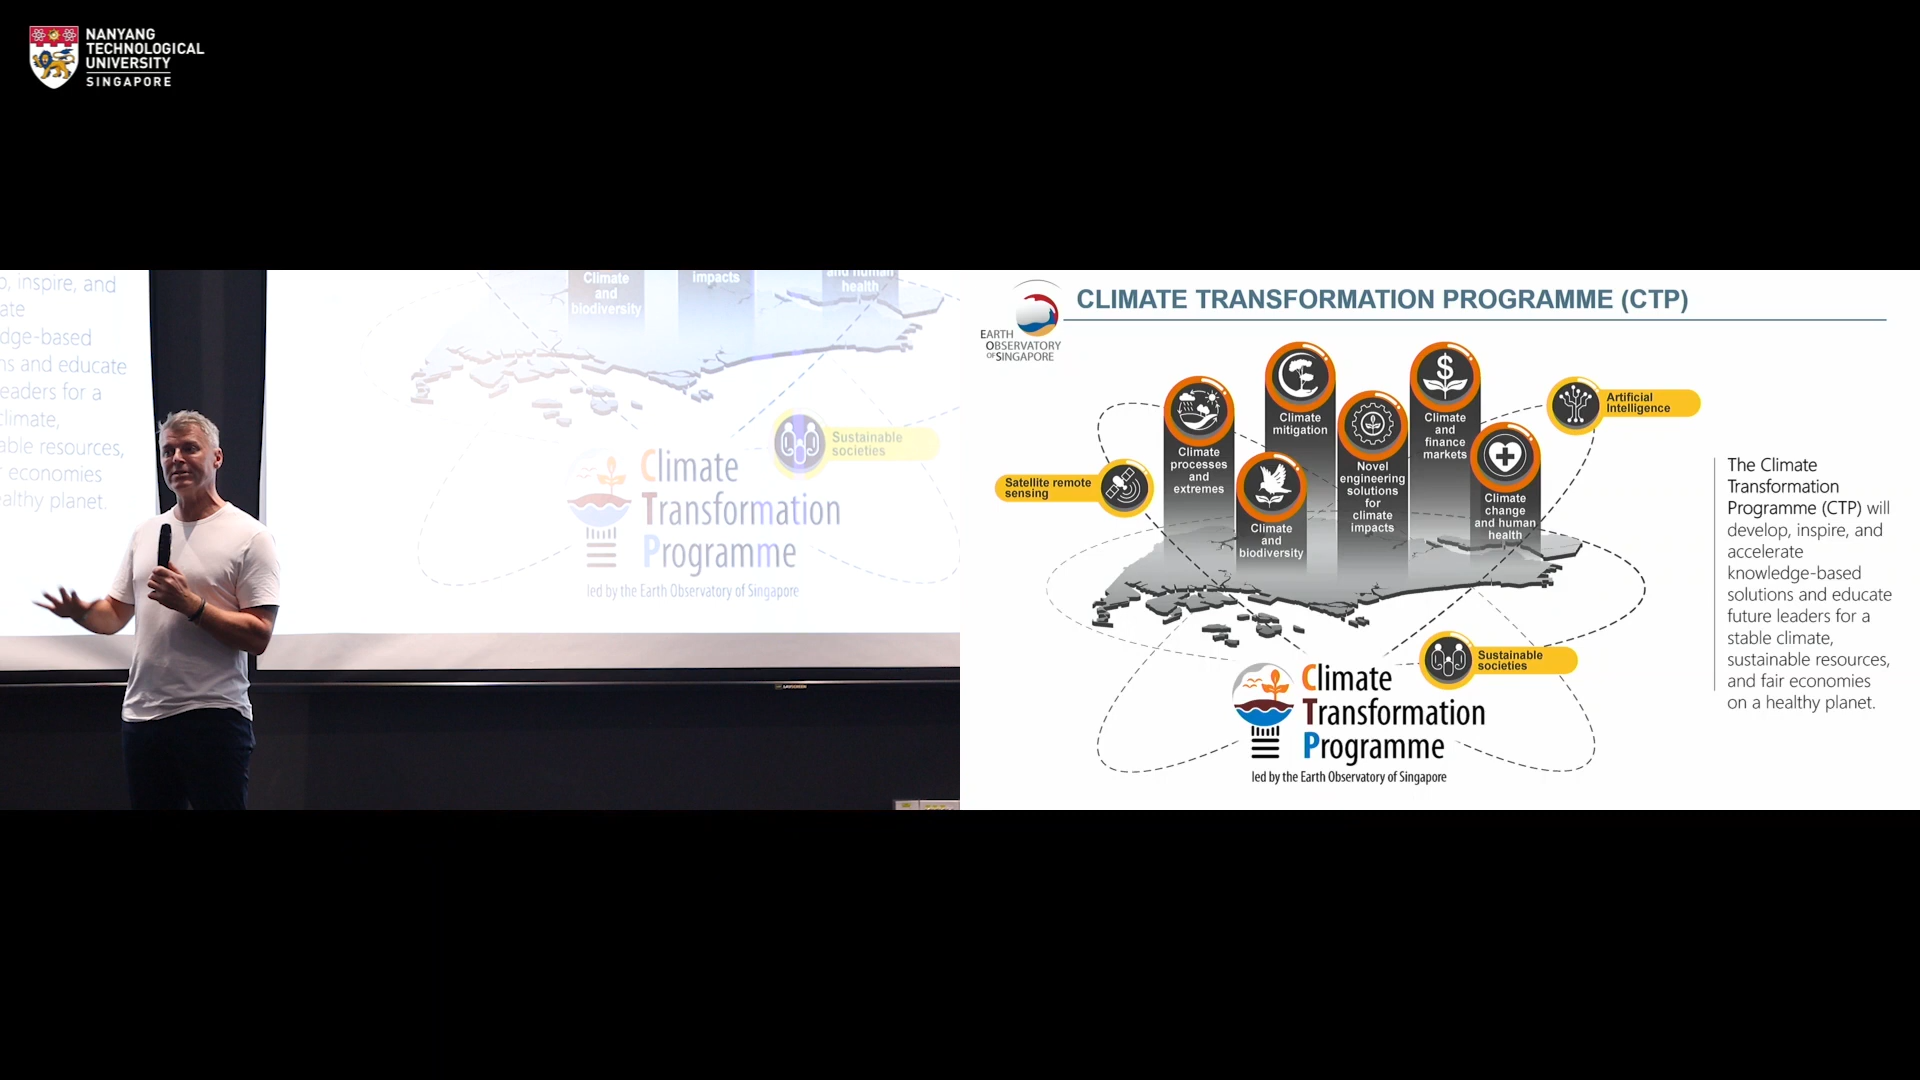 NANYANG
TECHNOLOGICAL
UNIVERSITY
SINGAPORE
inspire, and
ate
dge-based
ns and educate
eaders for a
climate,
able resources,
economies
ealthy planet.
Climate
and
biodiversity
impacts
and human
health
Sustainable
societies
Climate
Transformation
Programme
led by the Earth Observatory of Singapore
EARTH
OBSERVATORY
OF SINGAPORE
CLIMATE TRANSFORMATION PROGRAMME (CTP)
Satellite remote
sensing
Climate
processes
and
extremes
Climate
mitigation
Climate
and
biodiversity
Novel
engineering
solutions
for
climate
impacts
Climate
and
finance
markets
Climate
change
and human
health
Artificial
Intelligence
Sustainable
societies
Climate
Transformation
Programme
led by the Earth Observatory of Singapore
The Climate
Transformation
Programme (CTP) will
develop, inspire, and
accelerate
knowledge-based
solutions and educate
future leaders for a
stable climate,
sustainable resources,
and fair economies
on a healthy planet.